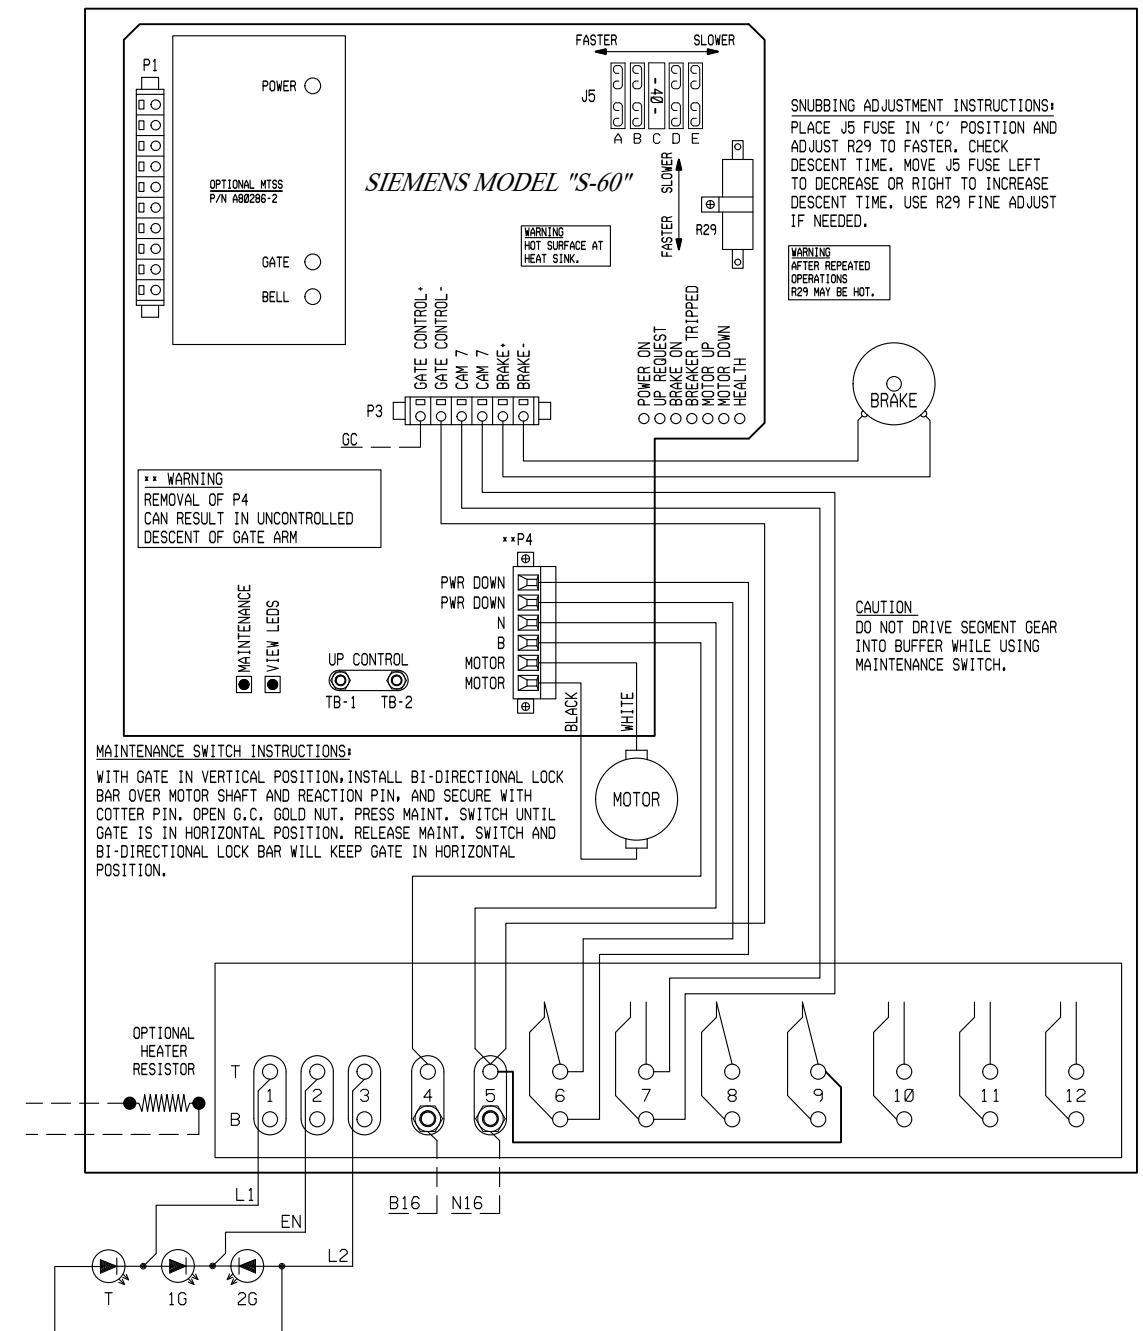 FASTER SLOWER
P1
POWER
J5
-40-
A B C D E
SNUBBING ADJUSTMENT INSTRUCTIONS:
PLACE J5 FUSE IN 'C' POSITION AND
ADJUST R29 TO FASTER. CHECK
DESCENT TIME. MOVE J5 FUSE LEFT
TO DECREASE OR RIGHT TO INCREASE
DESCENT TIME. USE R29 FINE ADJUST
IF NEEDED.
OPTIONAL MTSS
P/N A80286-2
SIEMENS MODEL "S-60"
SLOWER
FASTER
R29
WARNING
HOT SURFACE AT
HEAT SINK.
WARNING
AFTER REPEATED
OPERATIONS
R29 MAY BE HOT.
GATE
BELL
GATE CONTROL+
GATE CONTROL-
CAM 7
CAM 7
BRAKE+
BRAKE-
POWER ON
UP REQUEST
BRAKE ON
BREAKER TRIPPED
MOTOR UP
MOTOR DOWN
HEALTH
BRAKE
P3
GC
** WARNING
REMOVAL OF P4
CAN RESULT IN UNCONTROLLED
DESCENT OF GATE ARM
**P4
PWR DOWN
PWR DOWN
N
B
MOTOR
MOTOR
MAINTENANCE
VIEW LEDS
UP CONTROL
TB-1 TB-2
BLACK
WHITE
CAUTION
DO NOT DRIVE SEGMENT GEAR
INTO BUFFER WHILE USING
MAINTENANCE SWITCH.
MAINTENANCE SWITCH INSTRUCTIONS:
WITH GATE IN VERTICAL POSITION,INSTALL BI-DIRECTIONAL LOCK
BAR OVER MOTOR SHAFT AND REACTION PIN, AND SECURE WITH
COTTER PIN. OPEN G.C. GOLD NUT. PRESS MAINT. SWITCH UNTIL
GATE IS IN HORIZONTAL POSITION. RELEASE MAINT. SWITCH AND
BI-DIRECTIONAL LOCK BAR WILL KEEP GATE IN HORIZONTAL
POSITION.
MOTOR
OPTIONAL
HEATER
RESISTOR
T
B
1 2 3 4 5 6 7 8 9 10 11 12
L1
B16 N16
EN
L2
T 1G 2G